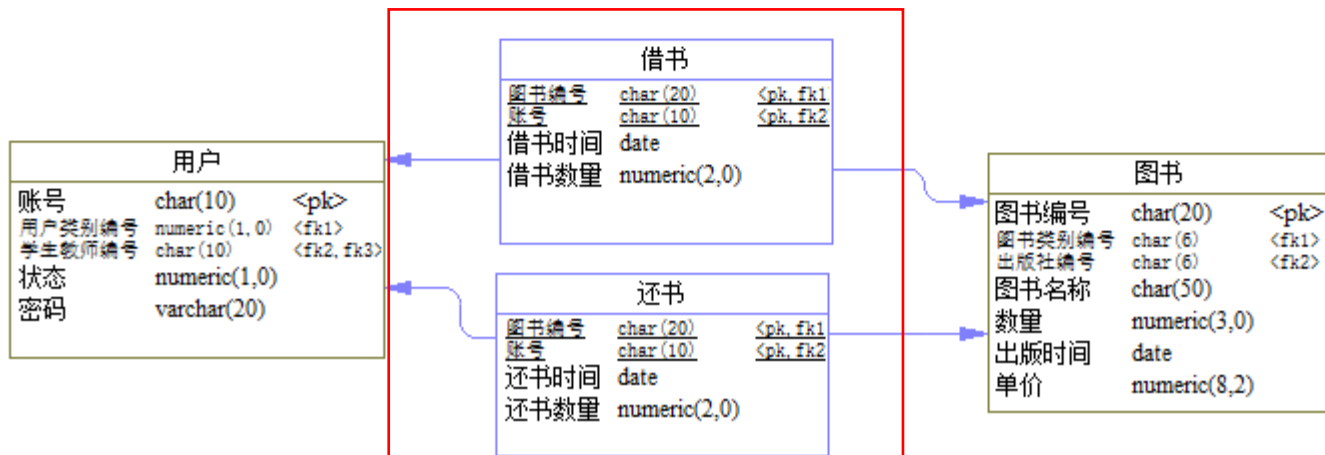 用户
账号 char(10) <pk>
用户类别编号 numeric(1,0) <fk1>
学生教师编号 char(10) <fk2,fk3>
状态 numeric(1,0)
密码 varchar(20)
借书
图书编号 char(20) <pk,fk1
账号 char(10) <pk,fk2
借书时间 date
借书数量 numeric(2,0)
还书
图书编号 char(20) <pk,fk1
账号 char(10) <pk,fk2
还书时间 date
还书数量 numeric(2,0)
图书
图书编号 char(20) <pk>
图书类别编号 char(6) <fk1>
出版社编号 char(6) <fk2>
图书名称 char(50)
数量 numeric(3,0)
出版时间 date
单价 numeric(8,2)